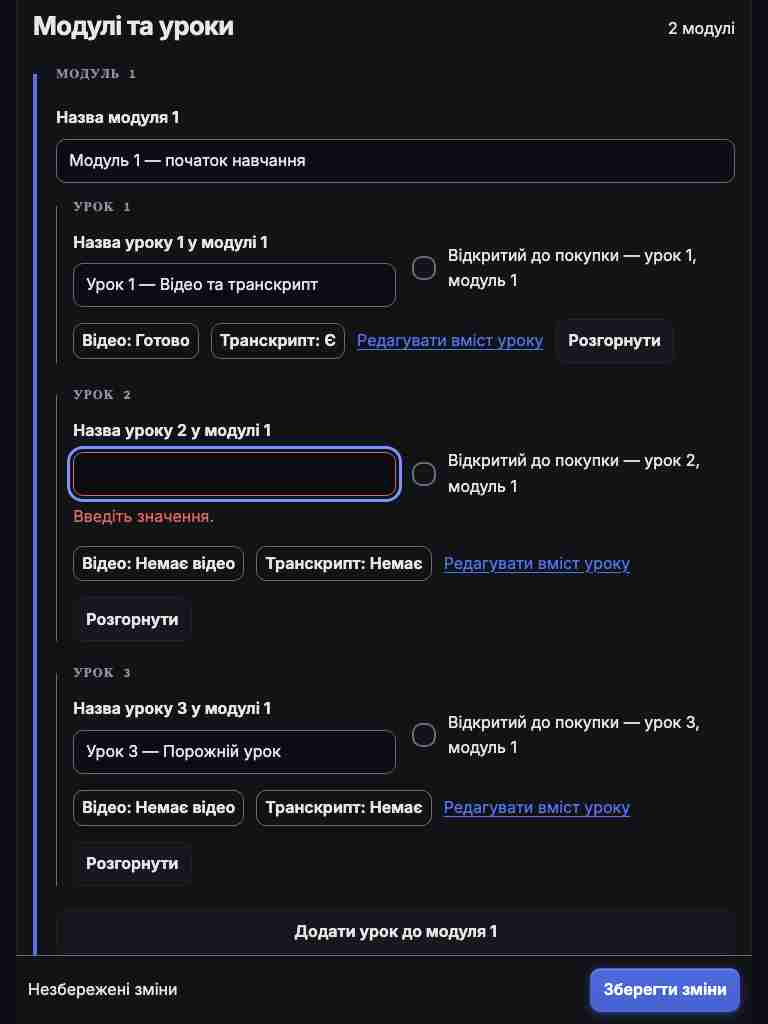 Модулі та уроки
2 модулі
МОДУЛЬ 1
Назва модуля 1
Модуль 1 — початок навчання
УРОК 1
Назва уроку 1 у модулі 1
Урок 1 — Відео та транскрипт
Відкритий до покупки — урок 1,
модуль 1
Відео: Готово
Транскрипт: Є
Редагувати вміст уроку
Розгорнути
УРОК 2
Назва уроку 2 у модулі 1
Відкритий до покупки — урок 2,
модуль 1
Введіть значення.
Відео: Немає відео
Транскрипт: Немає
Редагувати вміст уроку
Розгорнути
УРОК 3
Назва уроку 3 у модулі 1
Урок 3 — Порожній урок
Відкритий до покупки — урок 3,
модуль 1
Відео: Немає відео
Транскрипт: Немає
Редагувати вміст уроку
Розгорнути
Додати урок до модуля 1
Незбережені зміни
Зберегти зміни